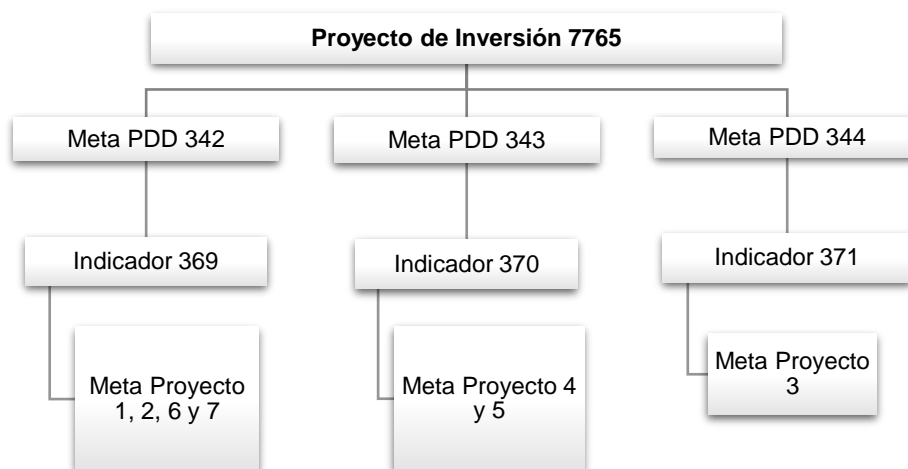 Proyecto de Inversión 7765
Meta PDD 342
Meta PDD 343
Meta PDD 344
Indicador 369
Indicador 370
Indicador 371
Meta Proyecto
1, 2, 6 y 7
Meta Proyecto 4
y 5
Meta Proyecto
3